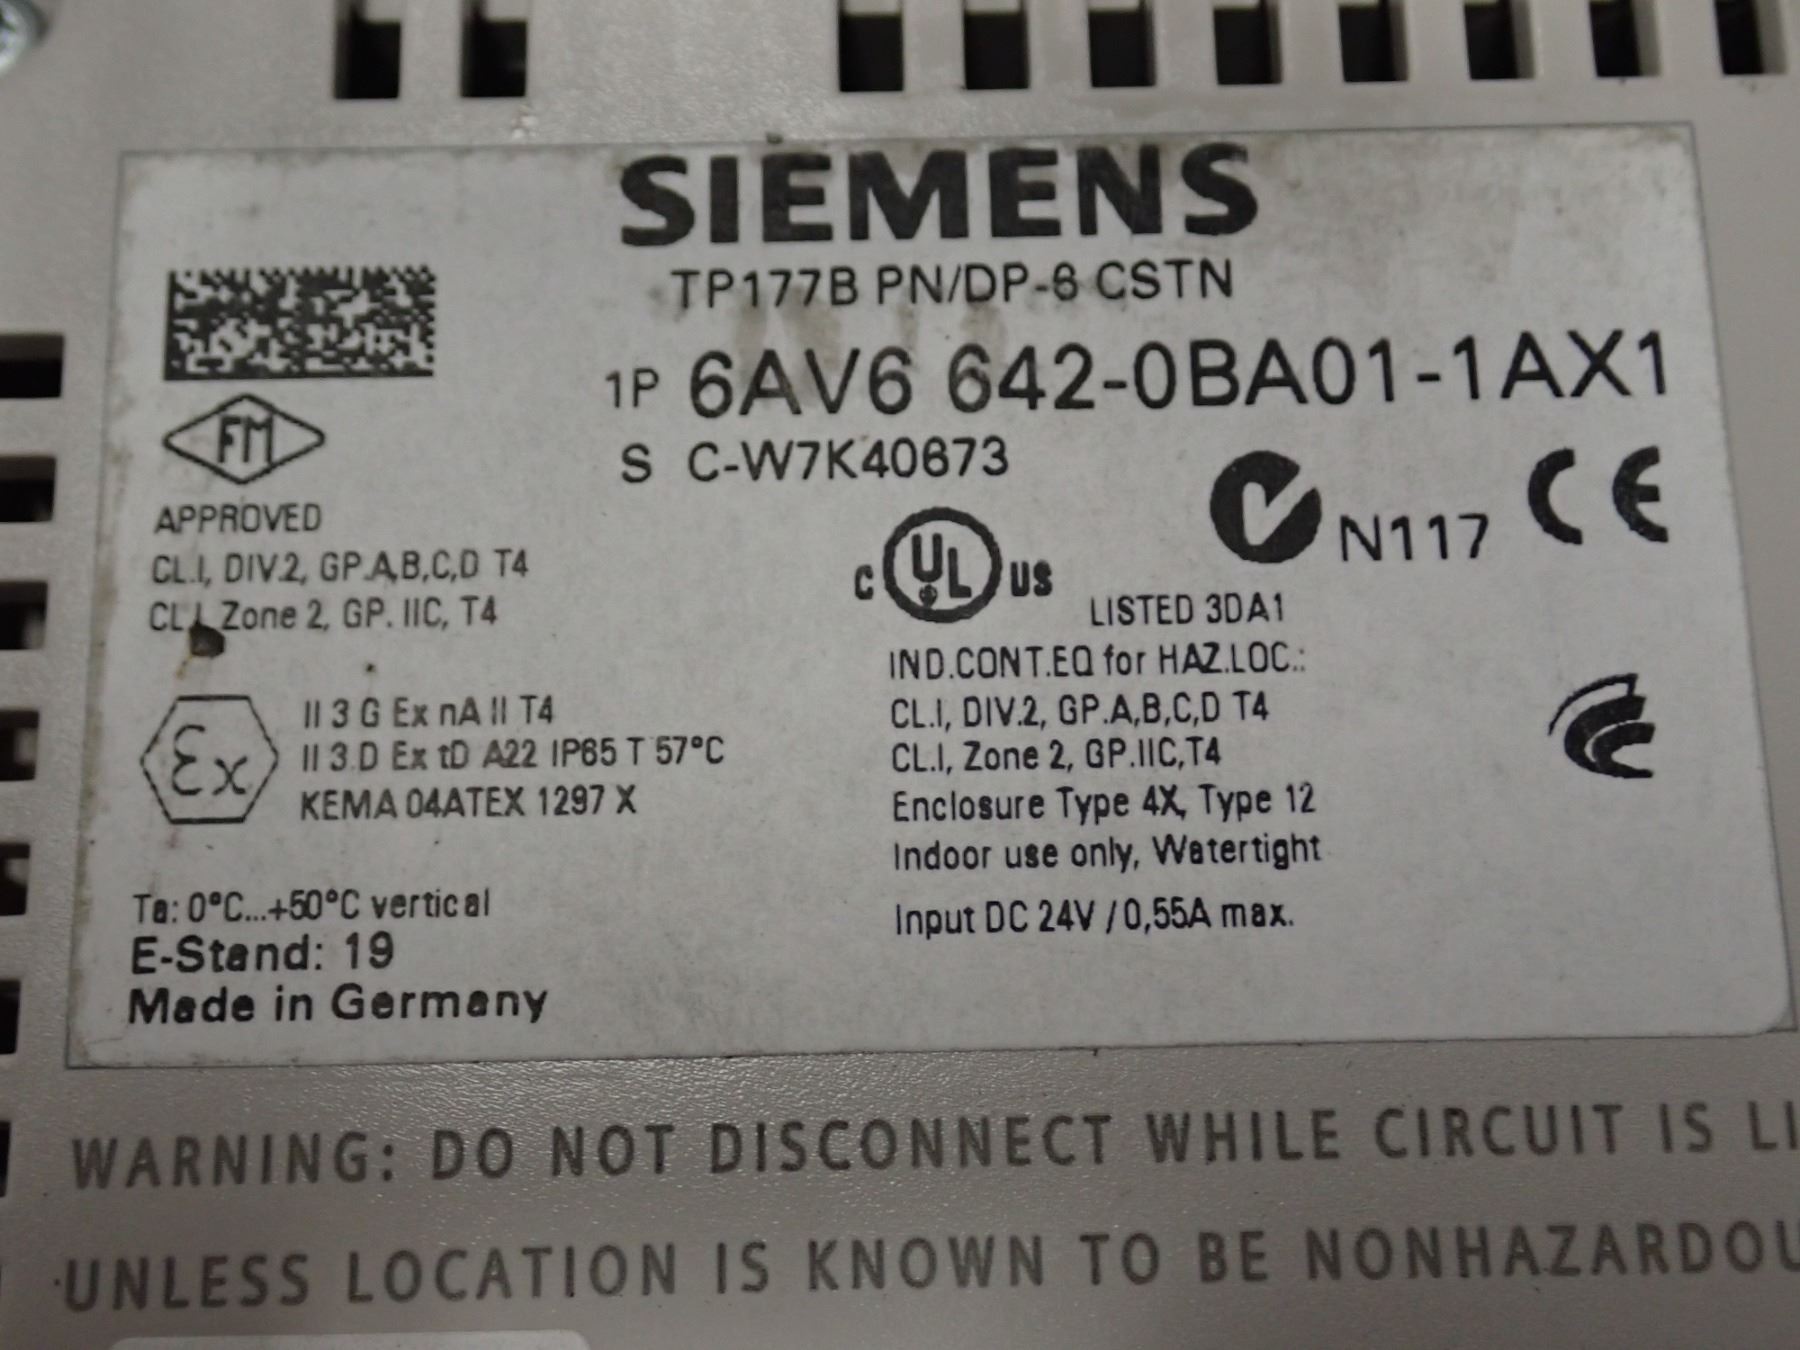 SIEMENS
TP177B PN/DP-6 CSTN
1P 6AV6 642-0BA01-1AX1
S C-W7K40673
FM
APPROVED
CL.I, DIV.2, GP.A,B,C,D T4
CL.I, Zone 2, GP. IIC, T4
Ex
II 3 G Ex nA II T4
II 3 D Ex tD A22 IP65 T 57°C
KEMA 04ATEX 1297 X
Ta: 0°C...+50°C vertical
E-Stand: 19
Made in Germany
N117 CE
C UL US
LISTED 3DA1
IND.CONT.EQ for HAZ.LOC.:
CL.I, DIV.2, GP.A,B,C,D T4
CL.I, Zone 2, GP.IIC,T4
Enclosure Type 4X, Type 12
Indoor use only, Watertight
Input DC 24V / 0,55A max.
WARNING: DO NOT DISCONNECT WHILE CIRCUIT IS LI
UNLESS LOCATION IS KNOWN TO BE NONHAZARDOU